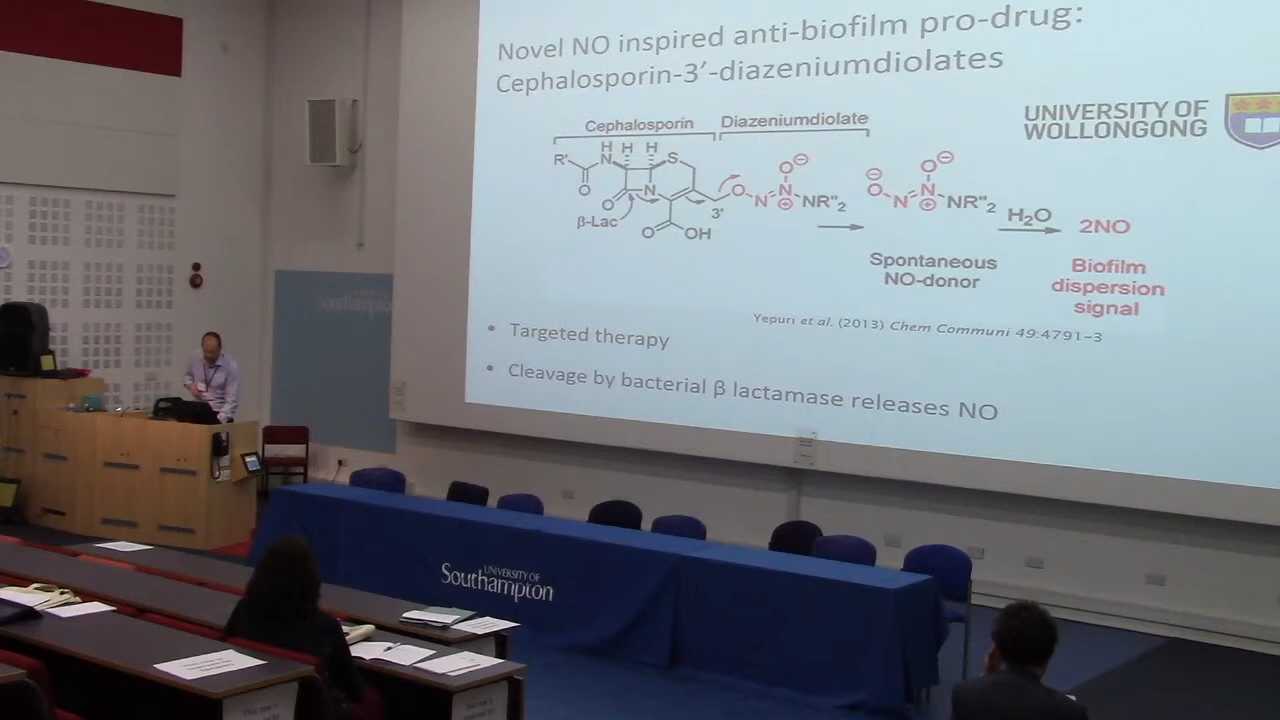 Novel NO inspired anti-biofilm pro-drug:
Cephalosporin-3′-diazeniumdiolates
UNIVERSITY OF
WOLLONGONG
Cephalosporin
Diazeniumdiolate
R' O H N H H S O N β-Lac O OH 3' O N N O NR"2
O N N O NR"2
H2O
2NO
Spontaneous
NO-donor
Biofilm
dispersion
signal
Yepuri et al. (2013) Chem Communi 49:4791–3
• Targeted therapy
• Cleavage by bacterial β lactamase releases NO
UNIVERSITY OF
Southampton